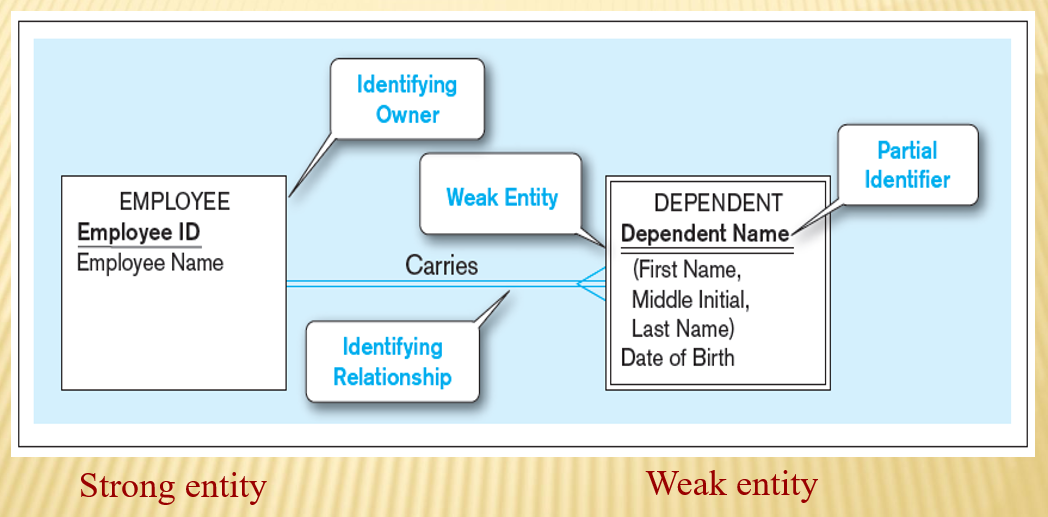 Identifying
Owner
Partial
Identifier
Weak Entity
EMPLOYEE
Employee ID
Employee Name
Carries
DEPENDENT
Dependent Name
(First Name,
Middle Initial,
Last Name)
Date of Birth
Identifying
Relationship
Strong entity
Weak entity